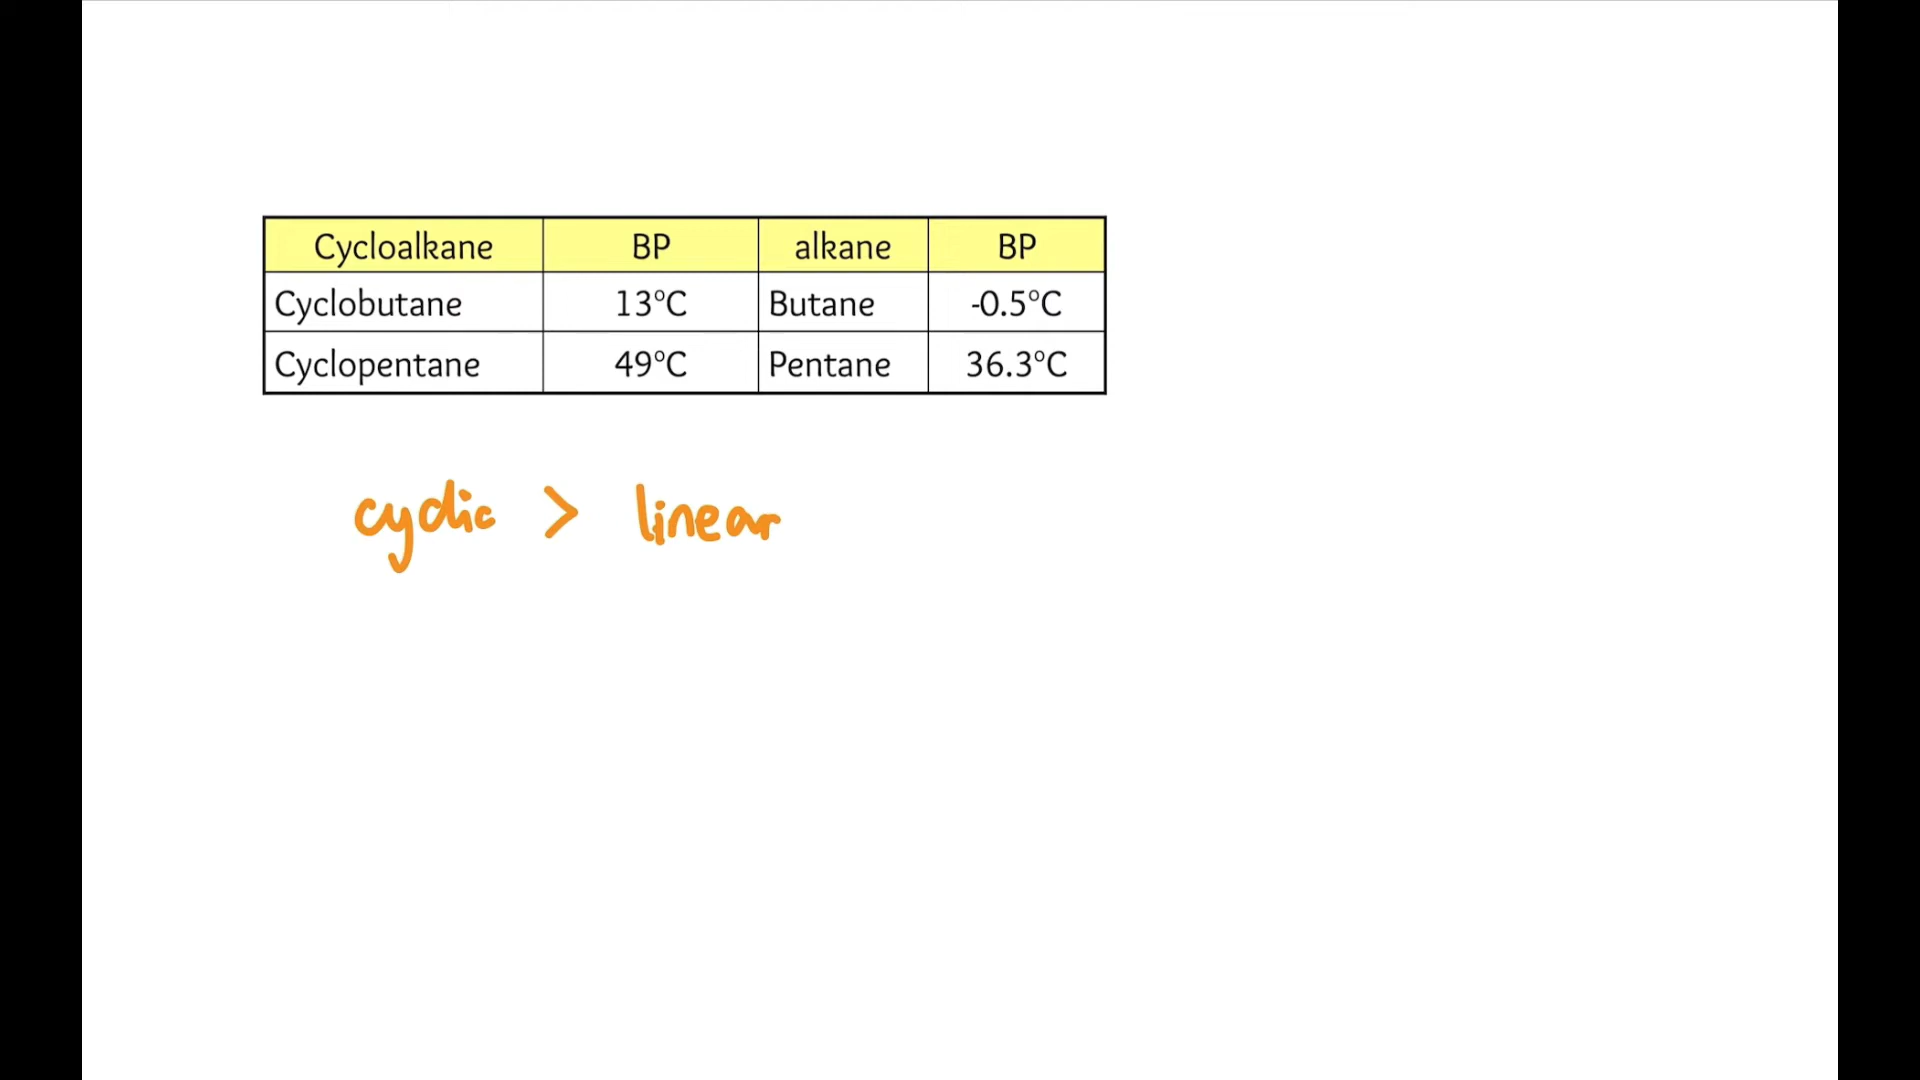 Cycloalkane BP alkane BP
Cyclobutane 13°C Butane -0.5°C
Cyclopentane 49°C Pentane 36.3°C
cyclic > linear